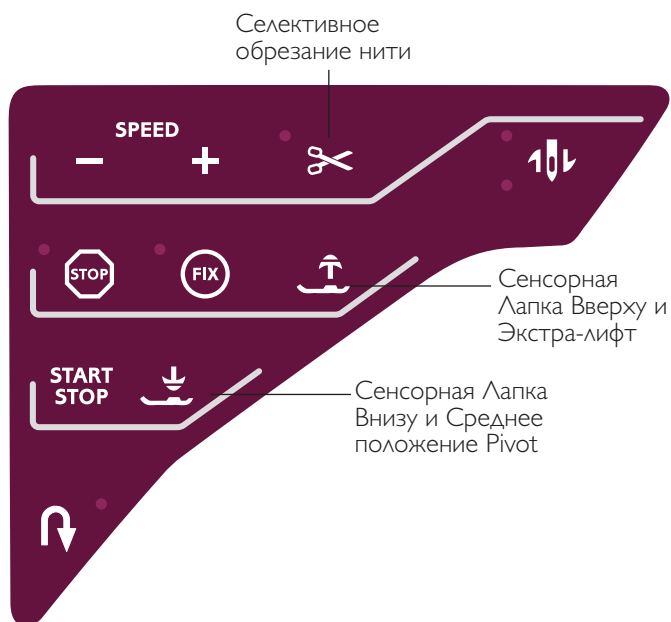 Селективное
обрезание нити
SPEED
STOP
FIX
Сенсорная
Лапка Вверху и
Экстра-лифт
START
STOP
Сенсорная Лапка
Внизу и Среднее
положение Pivot